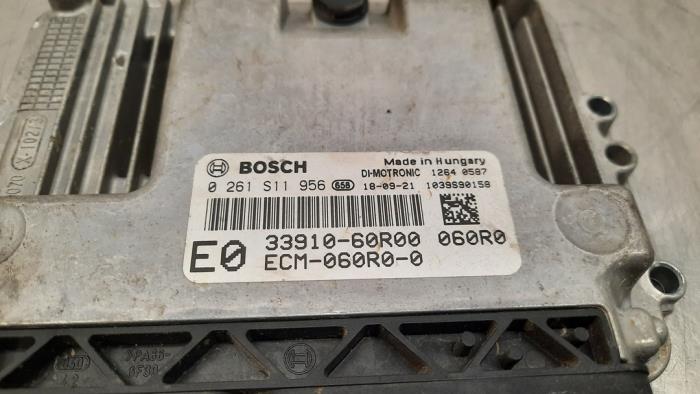 BOSCH
Made in Hungary
DI-MOTRONIC 1264 0587
0 261 S11 956 656 18-09-21 1039S90158
E0 33910-60R00 060R0
ECM-060R0-0